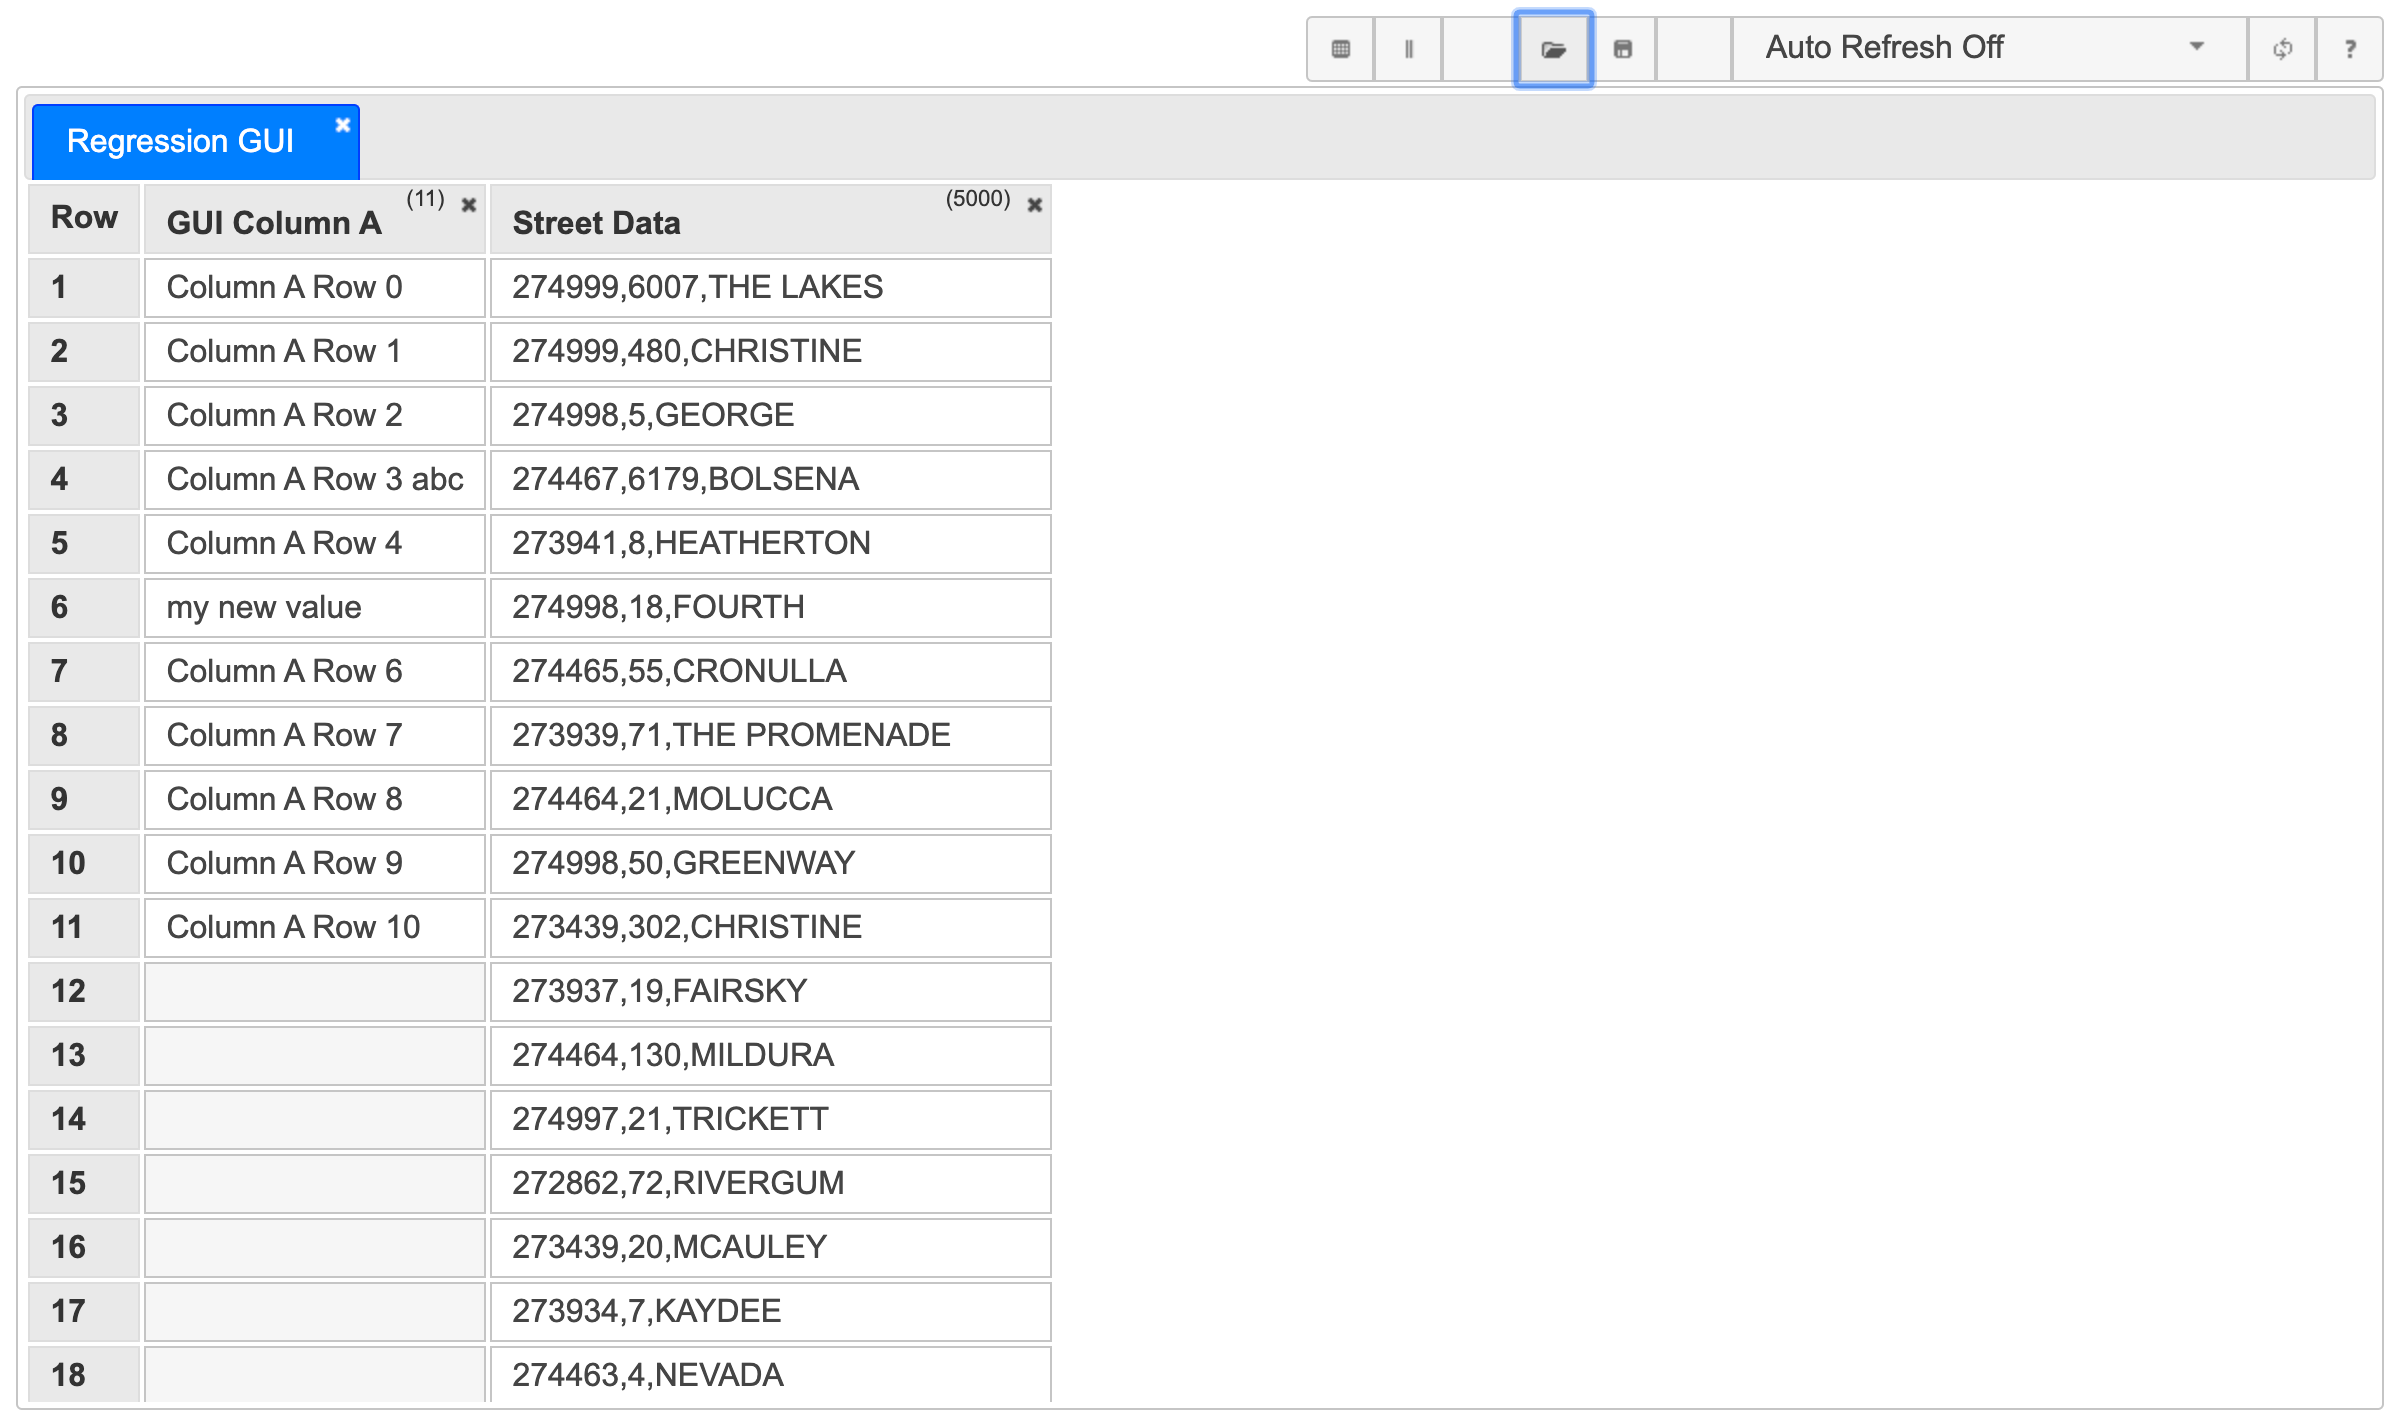 Auto Refresh Off ?
Regression GUI
Row GUI Column A (11) Street Data (5000)
1 Column A Row 0 274999,6007,THE LAKES
2 Column A Row 1 274999,480,CHRISTINE
3 Column A Row 2 274998,5,GEORGE
4 Column A Row 3 abc 274467,6179,BOLSENA
5 Column A Row 4 273941,8,HEATHERTON
6 my new value 274998,18,FOURTH
7 Column A Row 6 274465,55,CRONULLA
8 Column A Row 7 273939,71,THE PROMENADE
9 Column A Row 8 274464,21,MOLUCCA
10 Column A Row 9 274998,50,GREENWAY
11 Column A Row 10 273439,302,CHRISTINE
12 273937,19,FAIRSKY
13 274464,130,MILDURA
14 274997,21,TRICKETT
15 272862,72,RIVERGUM
16 273439,20,MCAULEY
17 273934,7,KAYDEE
18 274463,4,NEVADA